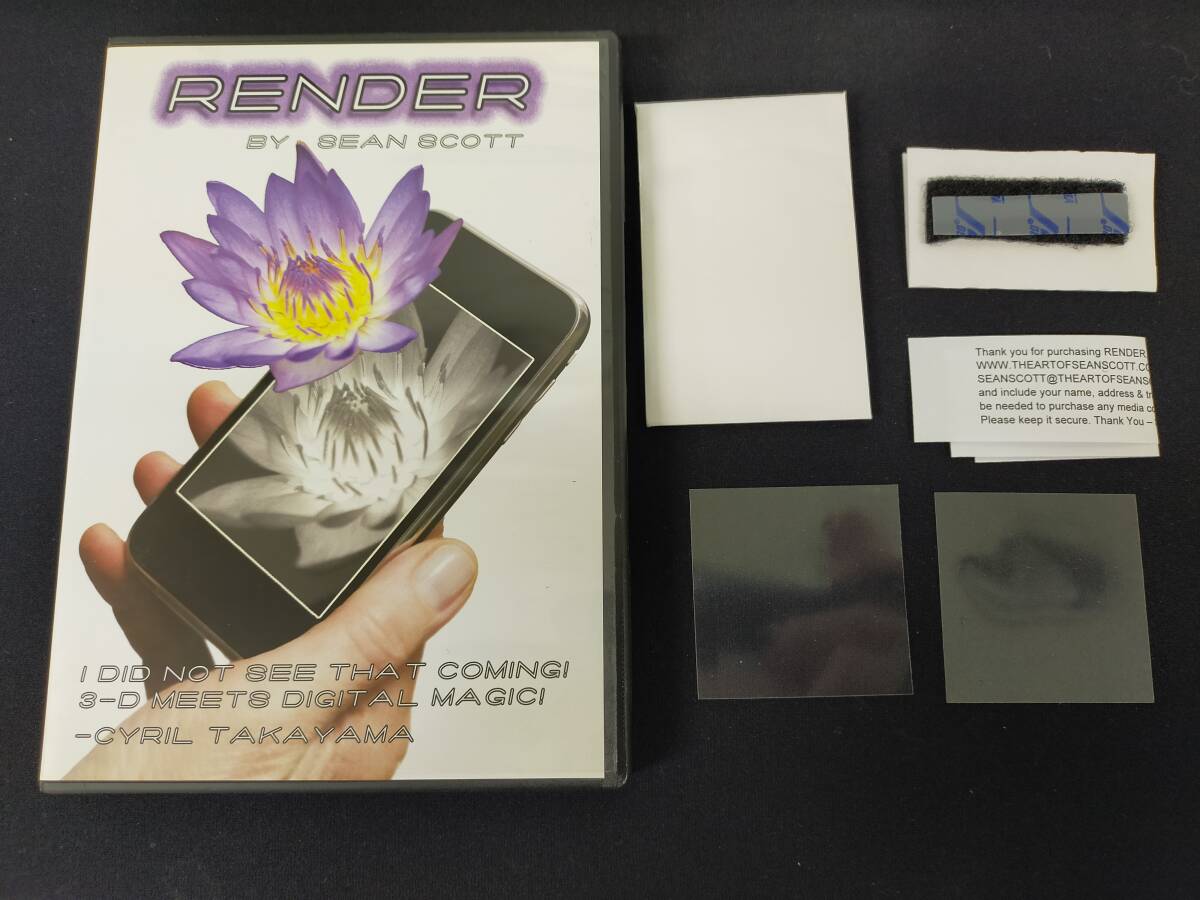 RENDER
BY SEAN SCOTT
I DID NOT SEE THAT COMING!
3-D MEETS DIGITAL MAGIC!
-CYRIL TAKAYAMA
Thank you for purchasing RENDER
WWW.THEARTOFSEANSCOTT.CO
SEANSCOTT@THEARTOFSEANS
and include your name, address & tr
be needed to purchase any media co
Please keep it secure. Thank You –